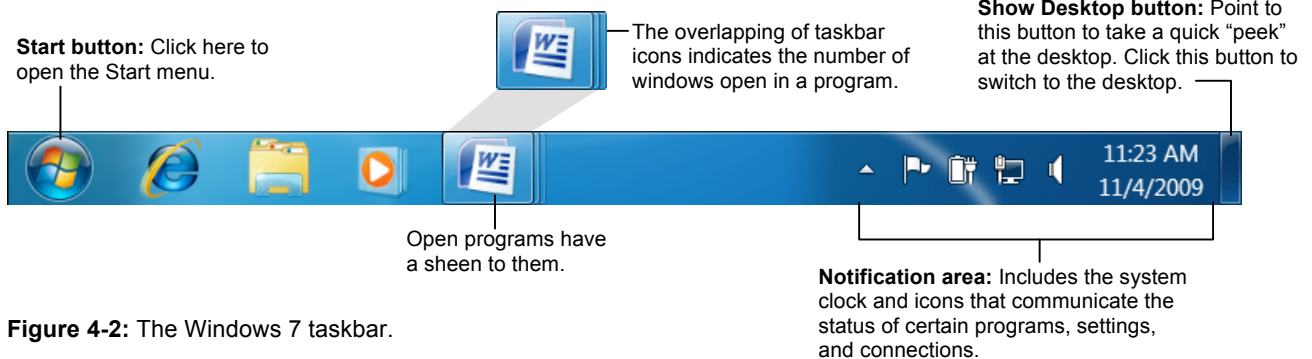 Start button: Click here to
open the Start menu.
The overlapping of taskbar
icons indicates the number of
windows open in a program.
Show Desktop button: Point to
this button to take a quick “peek”
at the desktop. Click this button to
switch to the desktop.
W
W
11:23 AM
11/4/2009
Open programs have
a sheen to them.
Notification area: Includes the system
clock and icons that communicate the
status of certain programs, settings,
and connections.
Figure 4-2: The Windows 7 taskbar.